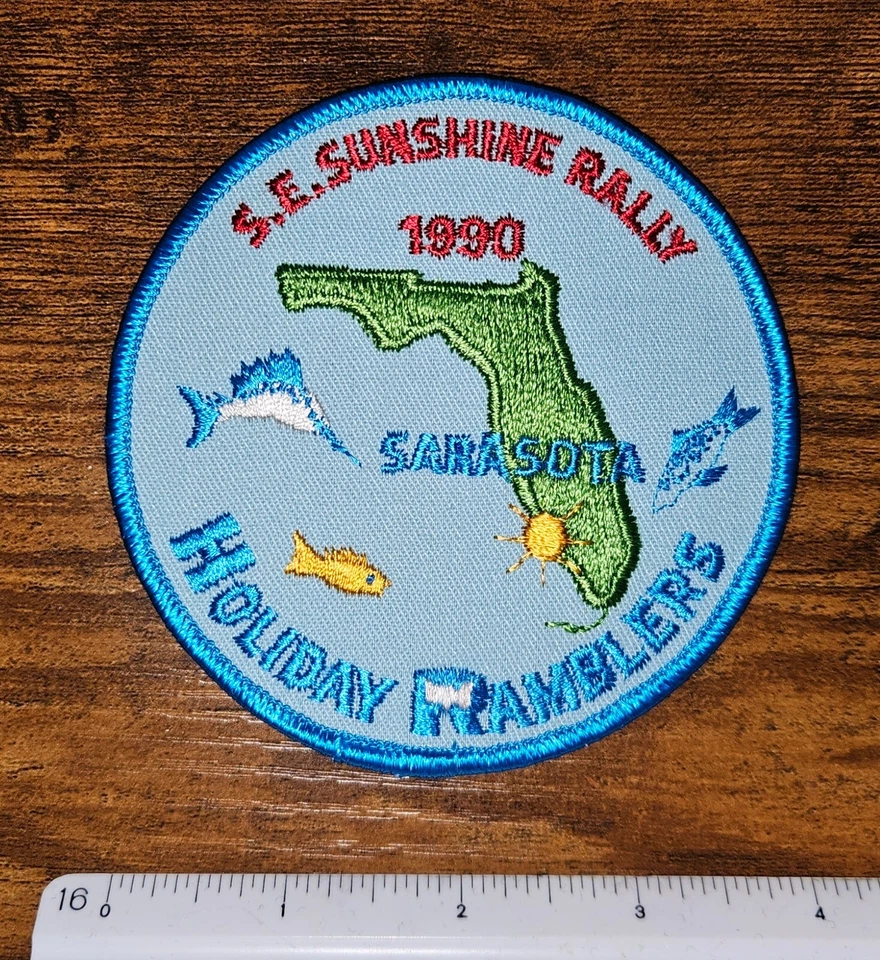 S.E. SUNSHINE RALLY
1990
SARASOTA
HOLIDAY RAMBLERS
16 0 1 2 3 4